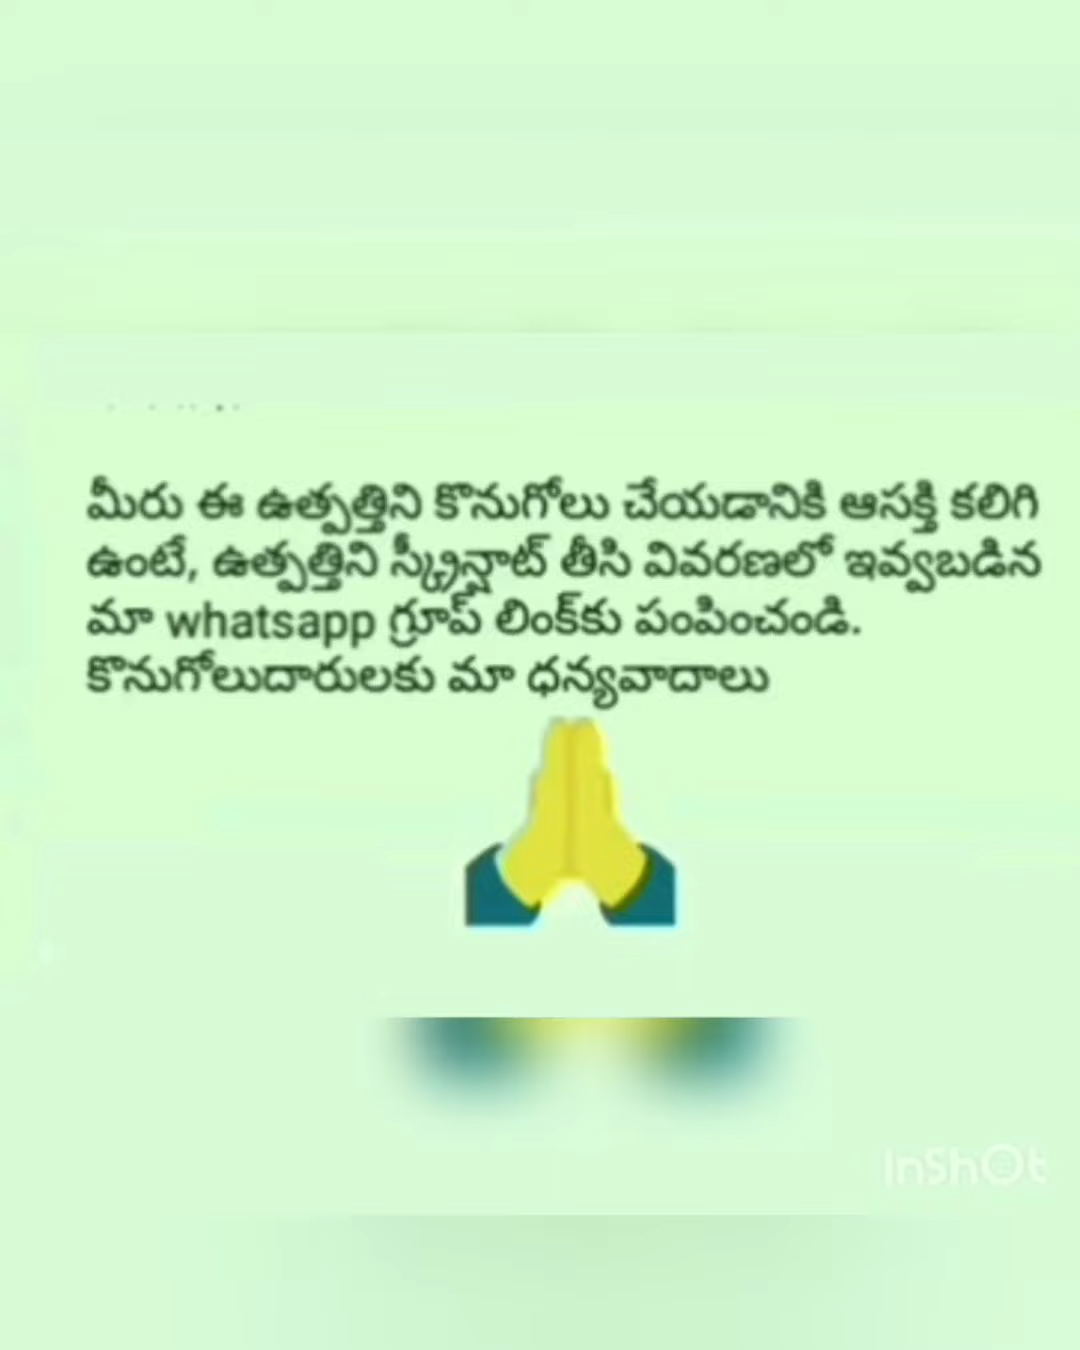 మీరు ఈ ఉత్పత్తిని కొనుగోలు చేయడానికి ఆసక్తి కలిగి
ఉంటే, ఉత్పత్తిని స్క్రీన్షాట్ తీసి వివరణలో ఇవ్వబడిన
మా whatsapp గ్రూప్ లింక్‌కు పంపించండి.
కొనుగోలుదారులకు మా ధన్యవాదాలు
InShOt